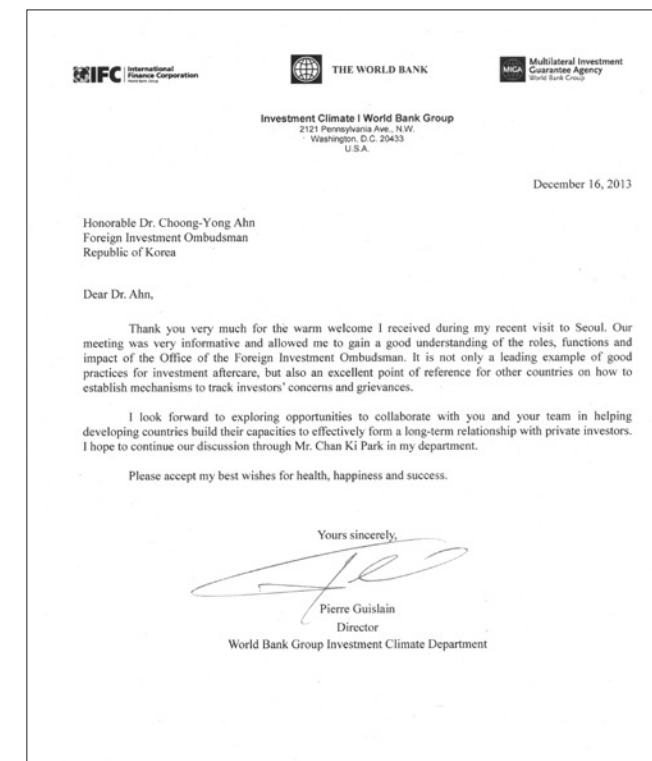 IFC International
Finance Corporation
World Bank Group
THE WORLD BANK
MIGA Multilateral Investment
Guarantee Agency
World Bank Group
Investment Climate I World Bank Group
2121 Pennsylvania Ave., N.W.
Washington, D.C. 20433
U.S.A.
December 16, 2013
Honorable Dr. Choong-Yong Ahn
Foreign Investment Ombudsman
Republic of Korea
Dear Dr. Ahn,
Thank you very much for the warm welcome I received during my recent visit to Seoul. Our
meeting was very informative and allowed me to gain a good understanding of the roles, functions and
impact of the Office of the Foreign Investment Ombudsman. It is not only a leading example of good
practices for investment aftercare, but also an excellent point of reference for other countries on how to
establish mechanisms to track investors' concerns and grievances.
I look forward to exploring opportunities to collaborate with you and your team in helping
developing countries build their capacities to effectively form a long-term relationship with private investors.
I hope to continue our discussion through Mr. Chan Ki Park in my department.
Please accept my best wishes for health, happiness and success.
Yours sincerely,
Pierre Guislain
Director
World Bank Group Investment Climate Department